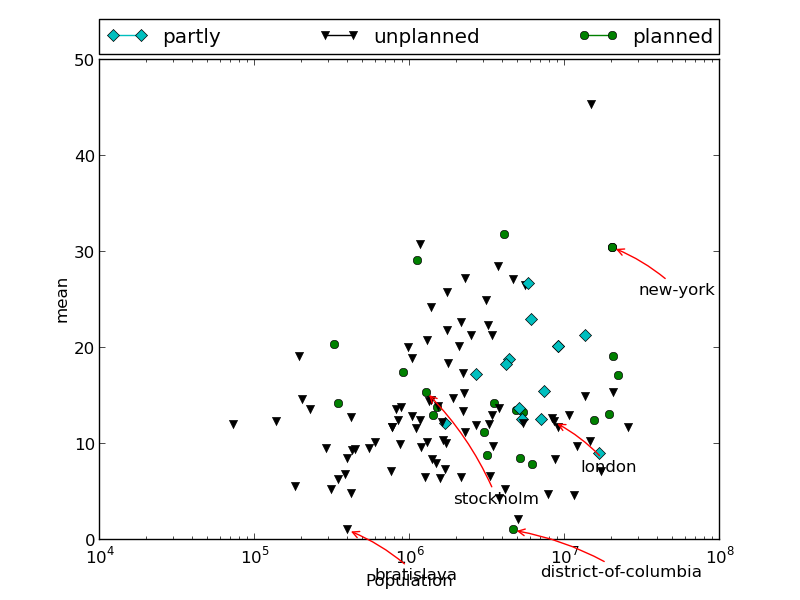 partly unplanned planned
50
40
30
20
10
0
mean
new-york
london
stockholm
10^4 10^5 10^6 10^7 10^8
district-of-columbia
bratislava
Population